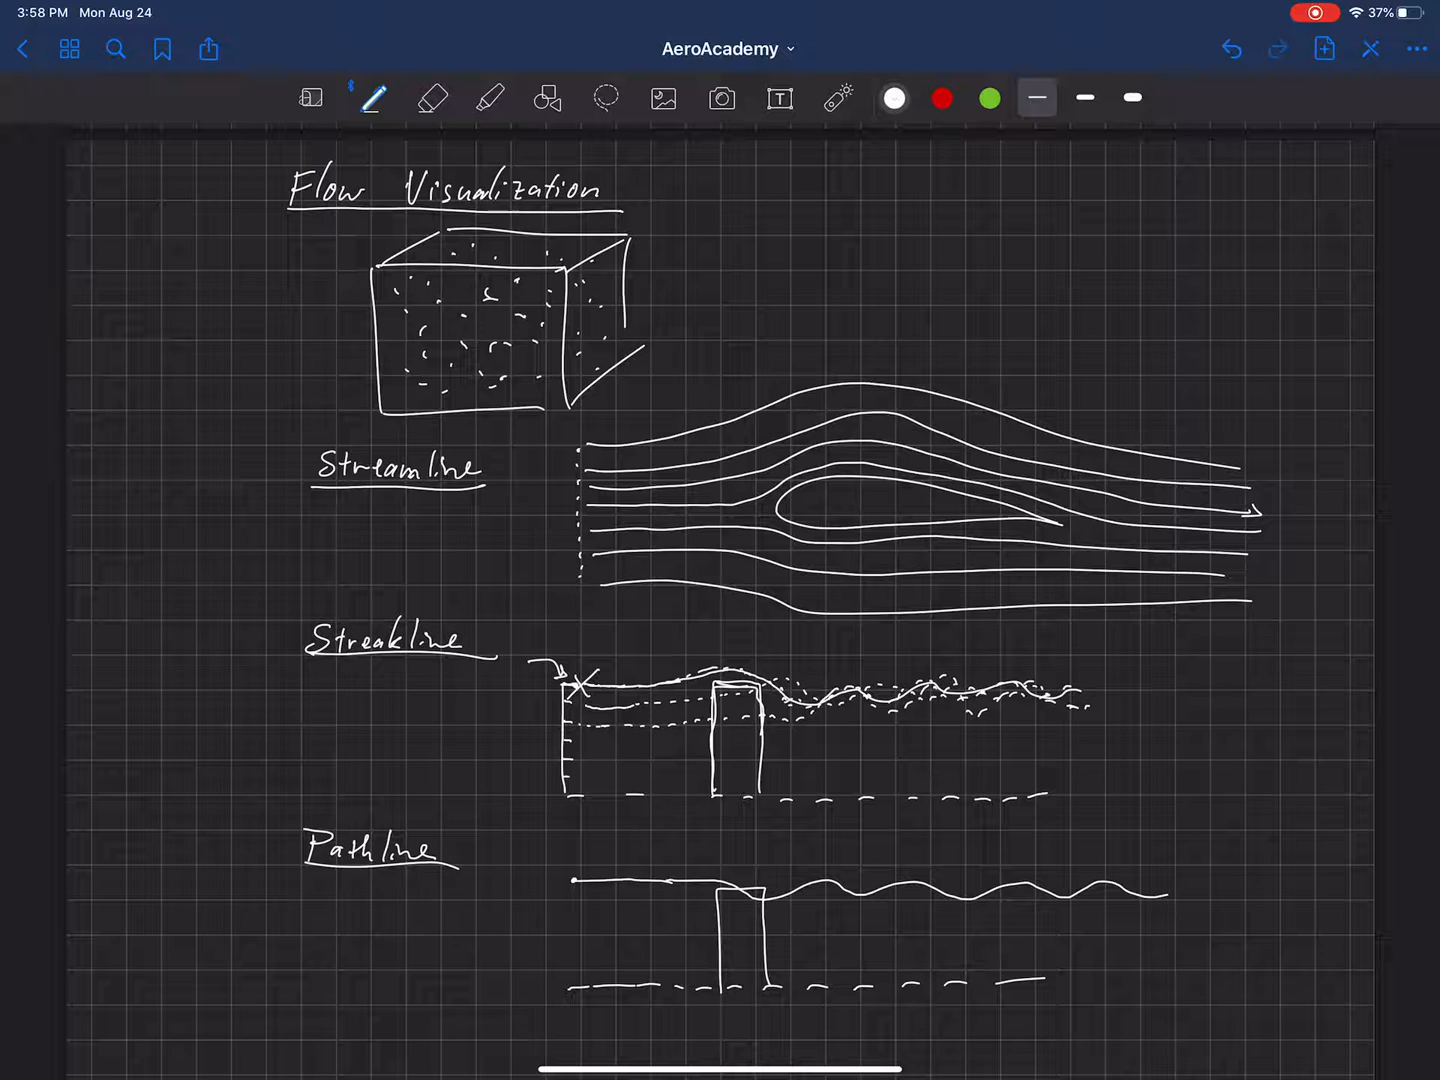 3:58 PM Mon Aug 24
37%
AeroAcademy
T
Flow Visualization
Streamline
Streakline
Pathline